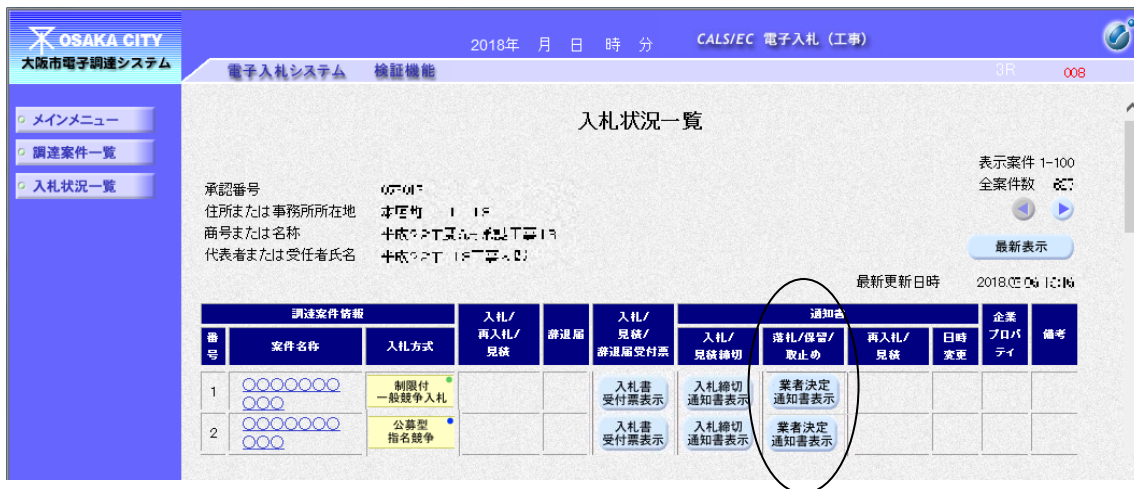 OSAKA CITY
大阪市電子調達システム
2018年 月 日 時 分
CALS/EC 電子入札（工事）
電子入札システム 検証機能
3R 008
メインメニュー
調達案件一覧
入札状況一覧
入札状況一覧
表示案件 1-100
全案件数
承認番号
住所または事務所所在地
商号または名称
代表者または受任者氏名
最新表示
最新更新日時 2018.
調達案件情報
入札/
再入札/
見積
辞退届
入札/
見積/
辞退届受付票
通知書
企業
プロパ
ティ
備考
番
号
案件名称
入札方式
入札/
見積締切
落札/保留/
取止め
再入札/
見積
日時
変更
1
○○○○○○○
○○○
制限付
一般競争入札
入札書
受付票表示
入札締切
通知書表示
業者決定
通知書表示
2
○○○○○○○
○○○
公募型
指名競争
入札書
受付票表示
入札締切
通知書表示
業者決定
通知書表示